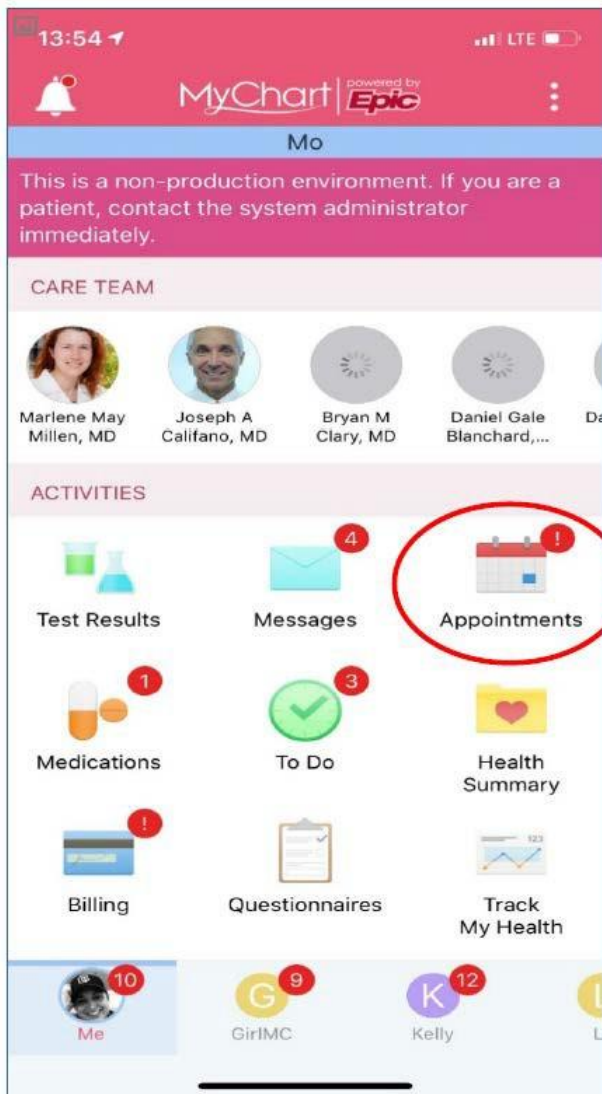 13:54
LTE
MyChart powered by Epic
Mo
This is a non-production environment. If you are a
patient, contact the system administrator
immediately.
CARE TEAM
Marlene May
Millen, MD
Joseph A
Califano, MD
Bryan M
Clary, MD
Daniel Gale
Blanchard,...
Da
ACTIVITIES
4
!
Test Results
Messages
Appointments
1
3
Medications
To Do
Health
Summary
!
123
Billing
Questionnaires
Track
My Health
10
G
9
K
12
L
Me
GirlMC
Kelly
L